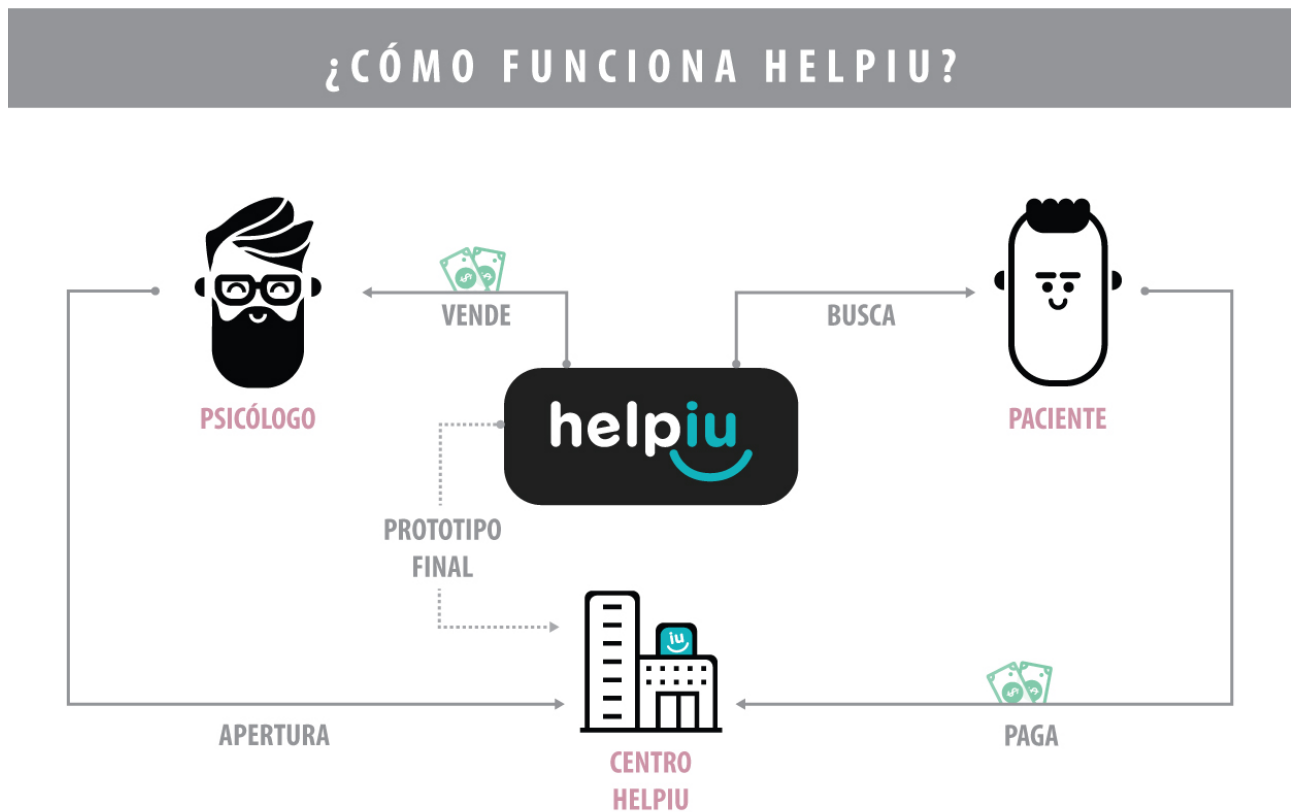 ¿CÓMO FUNCIONA HELPIU?
VENDE
BUSCA
PSICÓLOGO
helpiu
PACIENTE
PROTOTIPO
FINAL
iu
APERTURA
PAGA
CENTRO
HELPIU